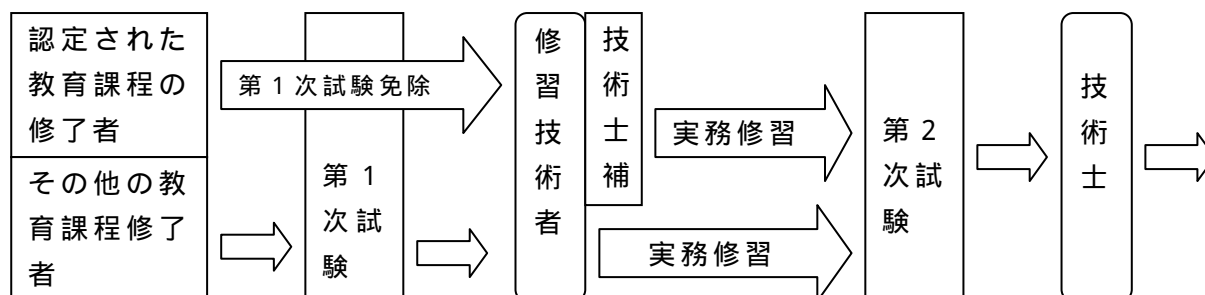 認定された
教育課程の
修了者
その他の教
育課程修了
者
第1次試験免除
第1
次試
験
修習技術者
技術士補
実務修習
実務修習
第2
次試
験
技術士